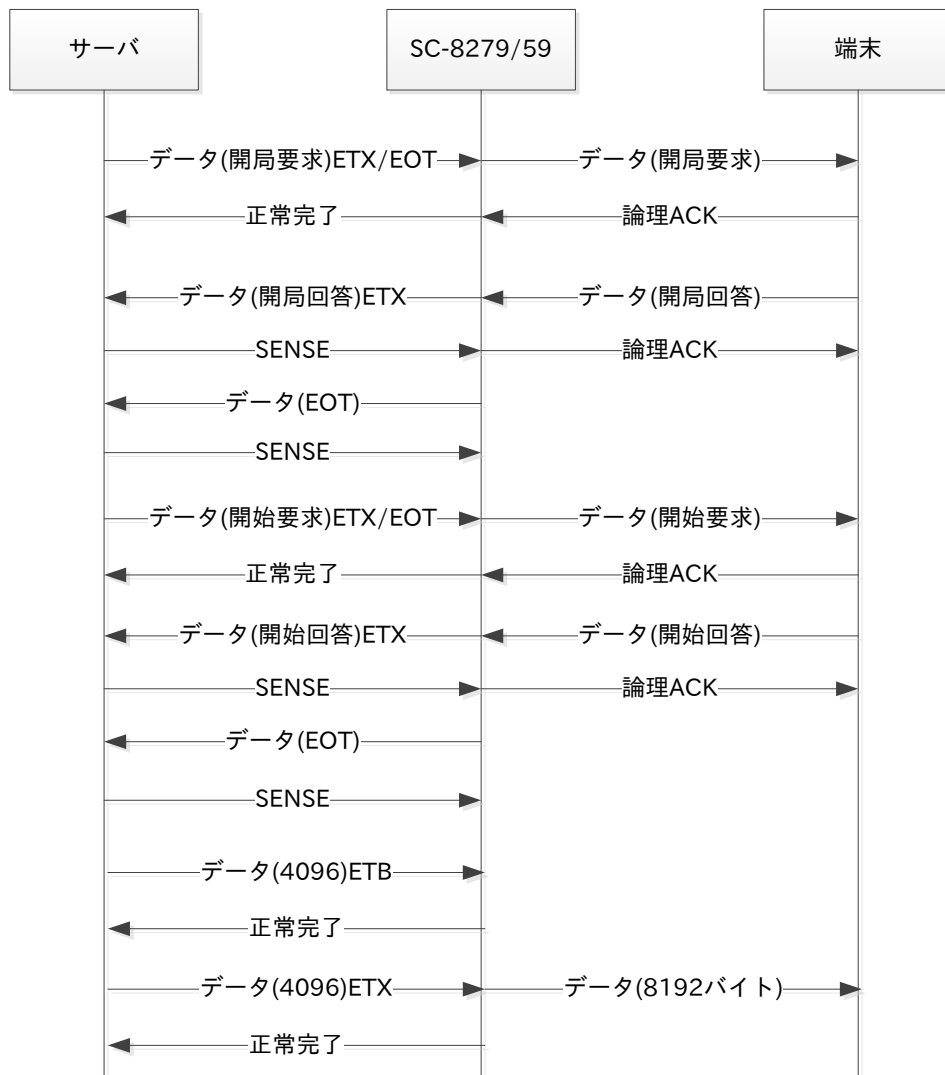 サーバ
SC-8279/59
端末
データ(開局要求)ETX/EOT
データ(開局要求)
正常完了
論理ACK
データ(開局回答)ETX
データ(開局回答)
SENSE
論理ACK
データ(EOT)
SENSE
データ(開始要求)ETX/EOT
データ(開始要求)
正常完了
論理ACK
データ(開始回答)ETX
データ(開始回答)
SENSE
論理ACK
データ(EOT)
SENSE
データ(4096)ETB
正常完了
データ(4096)ETX
データ(8192バイト)
正常完了